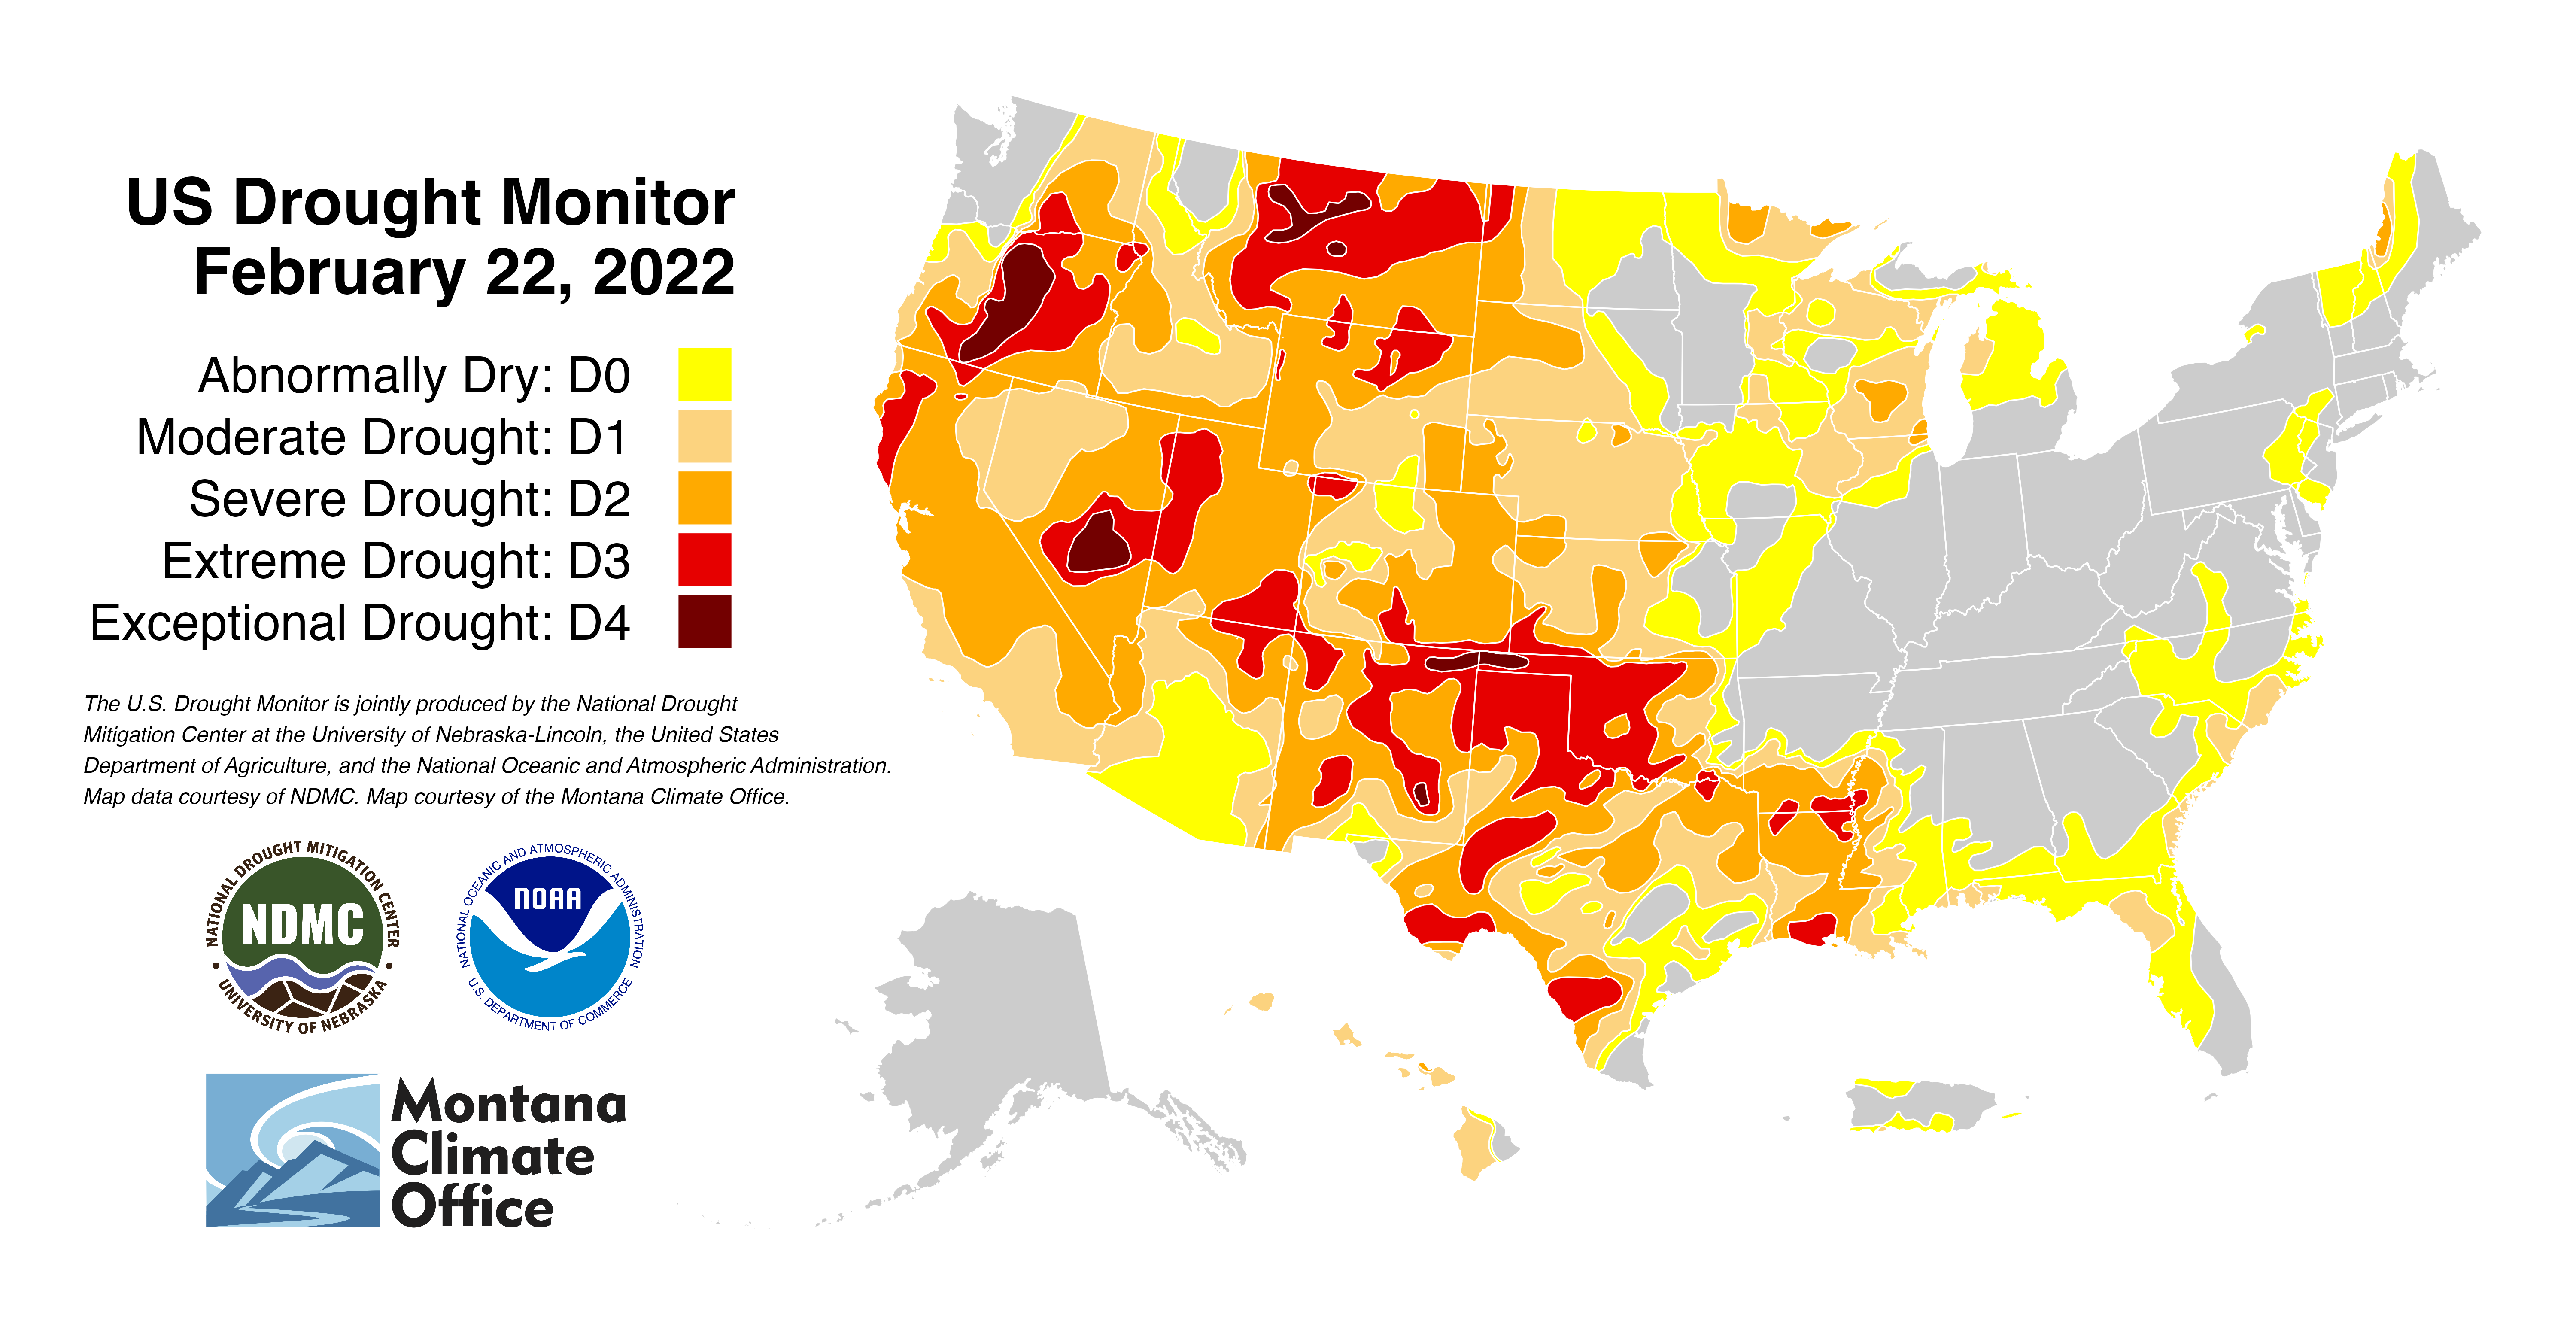 US Drought Monitor
February 22, 2022
Abnormally Dry: D0
Moderate Drought: D1
Severe Drought: D2
Extreme Drought: D3
Exceptional Drought: D4
The U.S. Drought Monitor is jointly produced by the National Drought
Mitigation Center at the University of Nebraska-Lincoln, the United States
Department of Agriculture, and the National Oceanic and Atmospheric Administration.
Map data courtesy of NDMC. Map courtesy of the Montana Climate Office.
NATIONAL DROUGHT MITIGATION CENTER
NDMC
• UNIVERSITY OF NEBRASKA •
NATIONAL OCEANIC AND ATMOSPHERIC ADMINISTRATION
NOAA
• U.S. DEPARTMENT OF COMMERCE •
Montana
Climate
Office